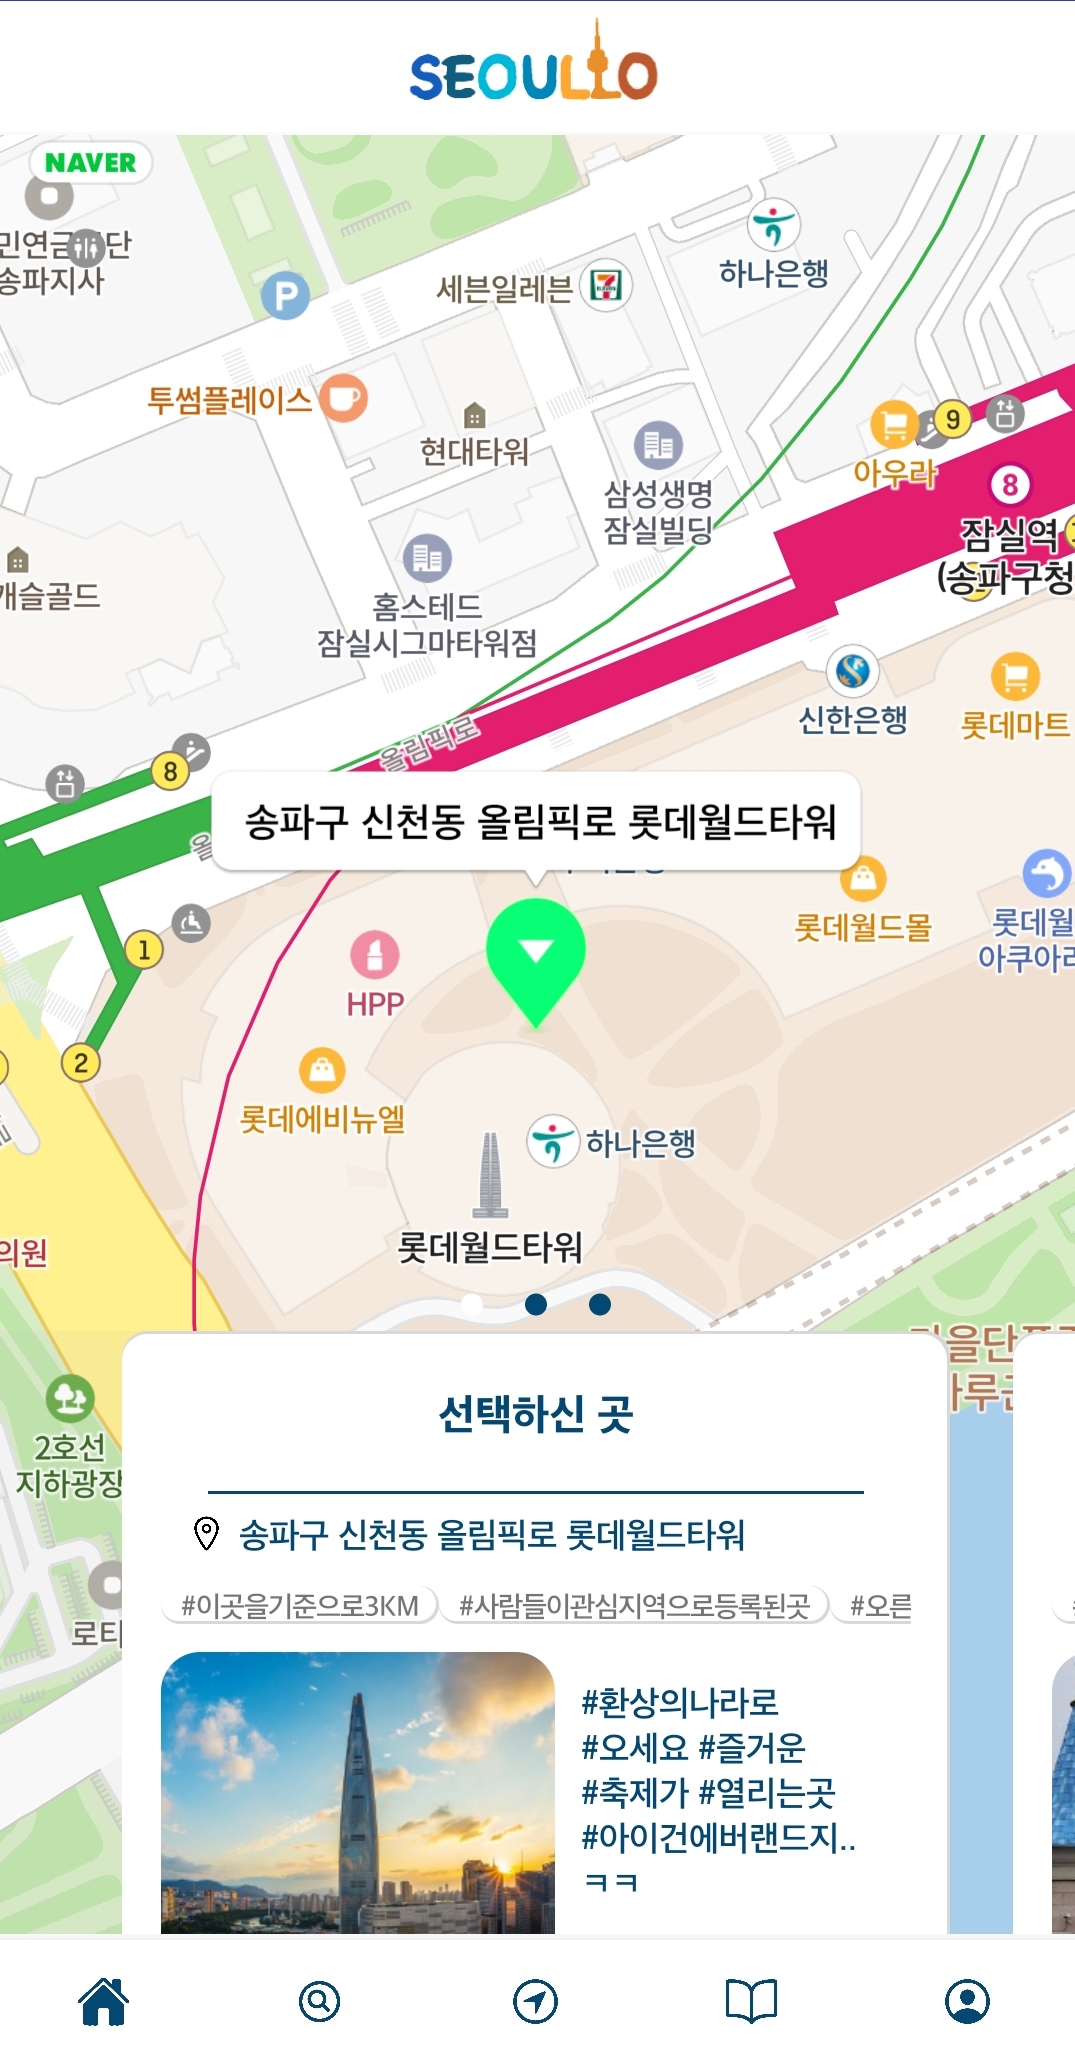 SEOULIO
NAVER
민연금
단
송파지사
P
세븐일레븐
하나은행
투썸플레이스
현대타워
삼성생명
잠실빌딩
9
아우라
8
잠실역
(송파구청
캐슬골드
홈스테드
잠실시그마타워점
신한은행
롯데마트
올림픽로
8
송파구 신천동 올림픽로 롯데월드타워
올
롯데월드몰
롯데월
아쿠아리
1
HPP
2
롯데에비뉴엘
하나은행
의원
롯데월드타워
2호선
지하광장
로티
선택하신 곳
송파구 신천동 올림픽로 롯데월드타워
#이곳을기준으로3KM #사람들이관심지역으로등록된곳 #오른
#환상의나라로
#오세요 #즐거운
#축제가 #열리는곳
#아이건에버랜드지..
ㅋㅋ